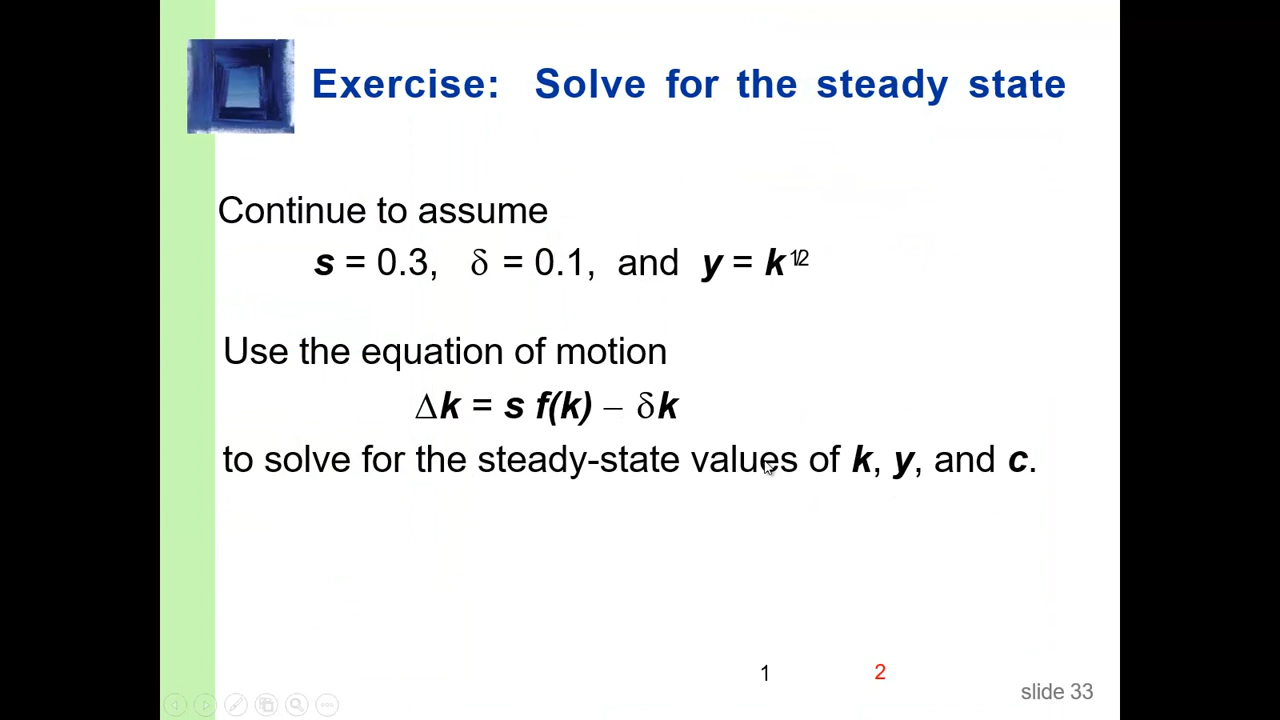 Exercise: Solve for the steady state
Continue to assume
s = 0.3, δ = 0.1, and y = k 1/2
Use the equation of motion
Δk = s f(k) – δk
to solve for the steady-state values of k, y, and c.
1 2
slide 33